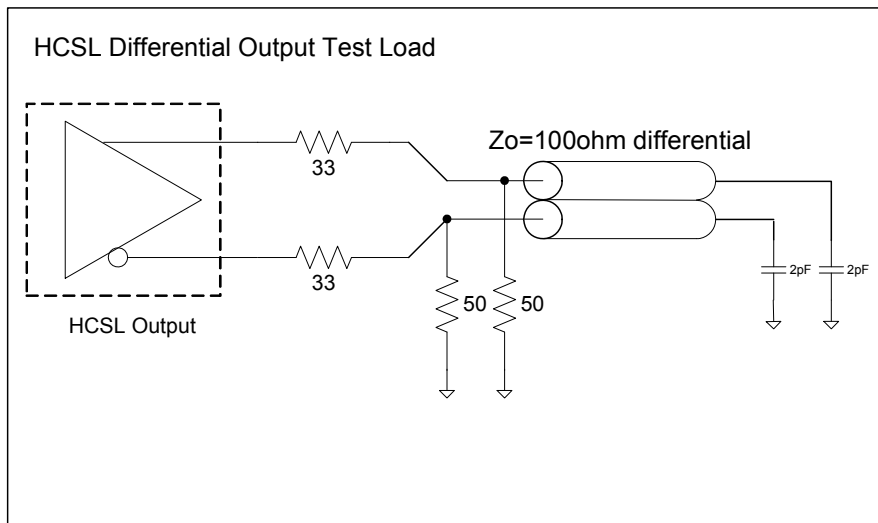 HCSL Differential Output Test Load
Zo=100ohm differential
33
33
50
50
2pF
2pF
HCSL Output